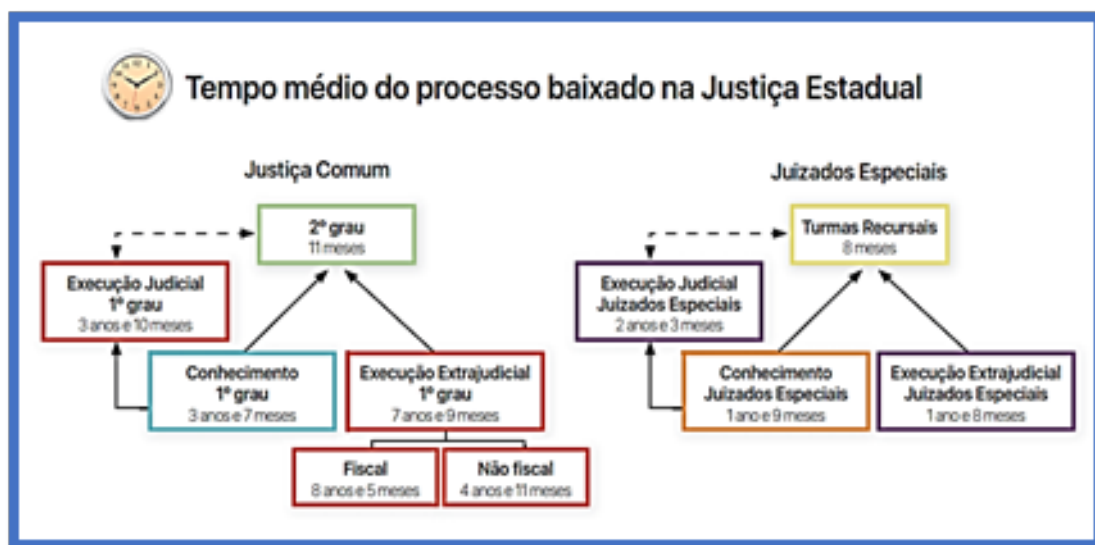 Tempo médio do processo baixado na Justiça Estadual
Justiça Comum
2º grau
11 meses
Execução Judicial
1º grau
3 anos e 10 meses
Conhecimento
1º grau
3 anos e 7 meses
Execução Extrajudicial
1º grau
7 anos e 9 meses
Fiscal
8 anos e 5 meses
Não fiscal
4 anos e 11 meses
Juizados Especiais
Turmas Recursais
8 meses
Execução Judicial
Juizados Especiais
2 anos e 3 meses
Conhecimento
Juizados Especiais
1 ano e 9 meses
Execução Extrajudicial
Juizados Especiais
1 ano e 8 meses